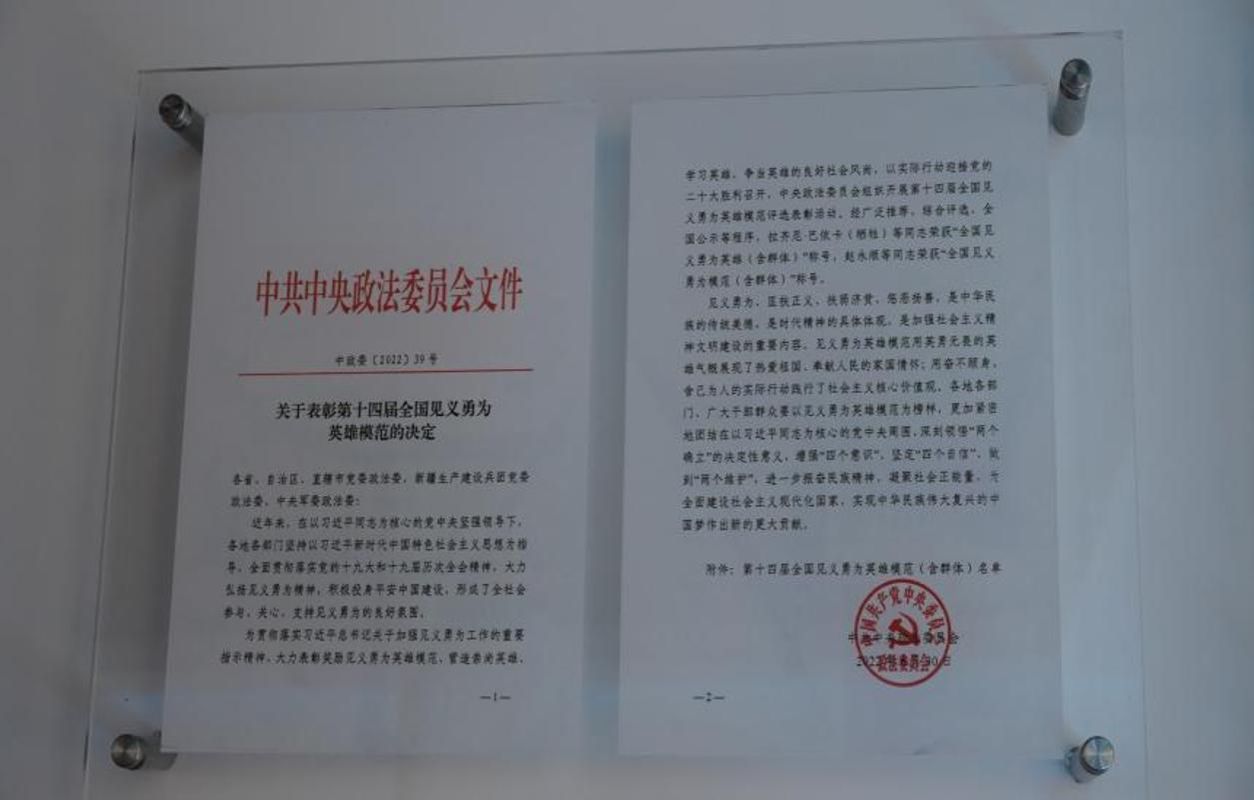 中共中央政法委员会文件
中政委〔2022〕39号
关于表彰第十四届全国见义勇为
英雄模范的决定
各省、自治区、直辖市党委政法委，新疆生产建设兵团党委
政法委，中央军委政法委：
近年来，在以习近平同志为核心的党中央坚强领导下，
各地各部门坚持以习近平新时代中国特色社会主义思想为指
导，全面贯彻落实党的十九大和十九届历次全会精神，大力
弘扬见义勇为精神，积极投身平安中国建设，形成了全社会
参与、关心、支持见义勇为的良好氛围。
为贯彻落实习近平总书记关于加强见义勇为工作的重要
指示精神，大力表彰奖励见义勇为英雄模范，营造崇尚英雄、
—1—
学习英雄、争当英雄的良好社会风尚，以实际行动迎接党的
二十大胜利召开，中央政法委员会组织开展第十四届全国见
义勇为英雄模范评选表彰活动。经广泛推荐、综合评选、全
国公示等程序，拉齐尼·巴依卡（牺牲）等同志荣获“全国见
义勇为英雄（含群体）”称号，赵永顺等同志荣获“全国见义
勇为模范（含群体）”称号。
见义勇为、匡扶正义，扶弱济贫、惩恶扬善，是中华民
族的传统美德，是时代精神的具体体现，是加强社会主义精
神文明建设的重要内容。见义勇为英雄模范用英勇无畏的英
雄气概展现了热爱祖国、奉献人民的家国情怀；用奋不顾身、
舍己为人的实际行动践行了社会主义核心价值观。各地各部
门、广大干部群众要以见义勇为英雄模范为榜样，更加紧密
地团结在以习近平同志为核心的党中央周围，深刻领悟“两个
确立”的决定性意义，增强“四个意识”、坚定“四个自信”、做
到“两个维护”，进一步振奋民族精神，凝聚社会正能量，为
全面建设社会主义现代化国家、实现中华民族伟大复兴的中
国梦作出新的更大贡献。
附件：第十四届全国见义勇为英雄模范（含群体）名单
中国共产党中央委员会
政法委员会
—2—